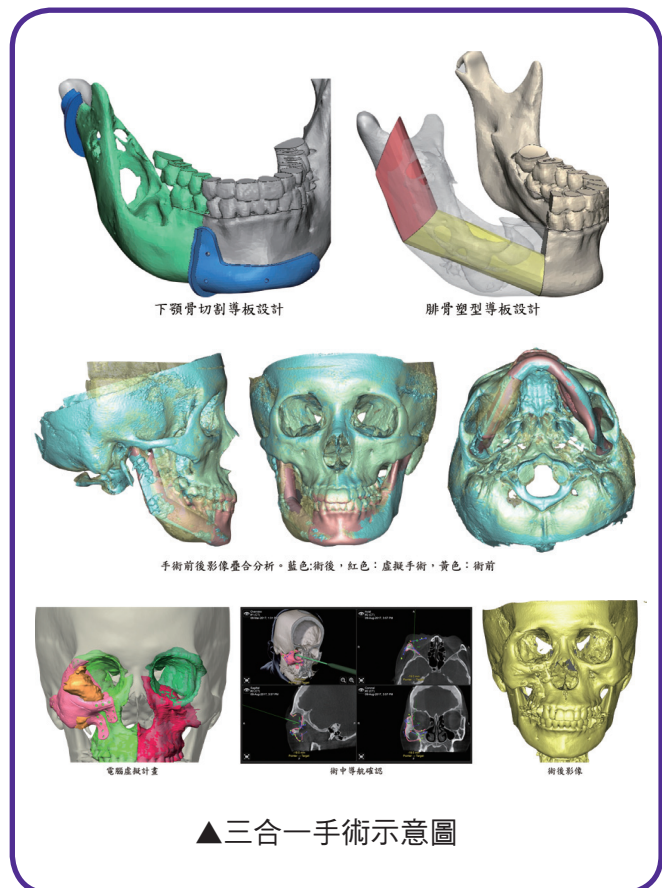 下顎骨切割導板設計
腓骨塑型導板設計
手術前後影像疊合分析。藍色:術後，紅色：虛擬手術，黃色：術前
電腦虛擬計畫
術中導航確認
術後影像
▲三合一手術示意圖